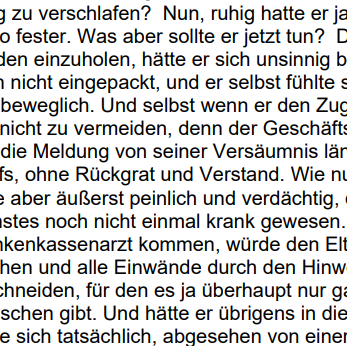 g zu verschlafen? Nun, ruhig hatte er ja
o fester. Was aber sollte er jetzt tun? D
den einzuholen, hätte er sich unsinnig b
n nicht eingepackt, und er selbst fühlte s
beweglich. Und selbst wenn er den Zug
nicht zu vermeiden, denn der Geschäfts
die Meldung von seiner Versäumnis län
fs, ohne Rückgrat und Verstand. Wie nu
e aber äußerst peinlich und verdächtig,
nstes noch nicht einmal krank gewesen.
nkenkassenarzt kommen, würde den Elt
hen und alle Einwände durch den Hinw
chneiden, für den es ja überhaupt nur ga
schen gibt. Und hätte er übrigens in die
e sich tatsächlich, abgesehen von einer